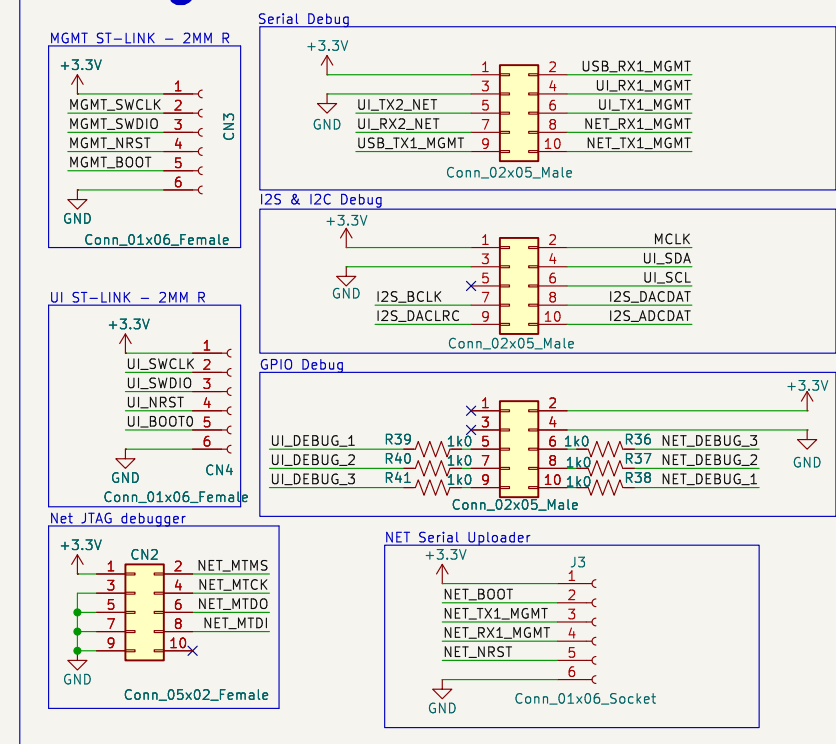 MGMT ST-LINK - 2MM R
+3.3V
1
MGMT_SWCLK 2
MGMT_SWDIO 3
MGMT_NRST 4
MGMT_BOOT 5
6
GND
CN3
Conn_01x06_Female
Serial Debug
+3.3V
1 2 USB_RX1_MGMT
3 4 UI_RX1_MGMT
GND
UI_TX2_NET 5 6 UI_TX1_MGMT
UI_RX2_NET 7 8 NET_RX1_MGMT
USB_TX1_MGMT 9 10 NET_TX1_MGMT
Conn_02x05_Male
I2S & I2C Debug
+3.3V
1 2 MCLK
3 4 UI_SDA
GND
5 6 UI_SCL
I2S_BCLK 7 8 I2S_DACDAT
I2S_DACLRC 9 10 I2S_ADCDAT
Conn_02x05_Male
UI ST-LINK - 2MM R
+3.3V
1
UI_SWCLK 2
UI_SWDIO 3
UI_NRST 4
UI_BOOT0 5
6
GND
CN4
Conn_01x06_Female
GPIO Debug
+3.3V
1 2
3 4
GND
UI_DEBUG_1 R39 1k0 5 6 1k0 R36 NET_DEBUG_3
UI_DEBUG_2 R40 1k0 7 8 1k0 R37 NET_DEBUG_2
UI_DEBUG_3 R41 1k0 9 10 1k0 R38 NET_DEBUG_1
Conn_02x05_Male
Net JTAG debugger
+3.3V
CN2
1 2 NET_MTMS
3 4 NET_MTCK
5 6 NET_MTDO
7 8 NET_MTDI
9 10
GND
Conn_05x02_Female
NET Serial Uploader
+3.3V
J3
1
NET_BOOT 2
NET_TX1_MGMT 3
NET_RX1_MGMT 4
NET_NRST 5
6
GND
Conn_01x06_Socket